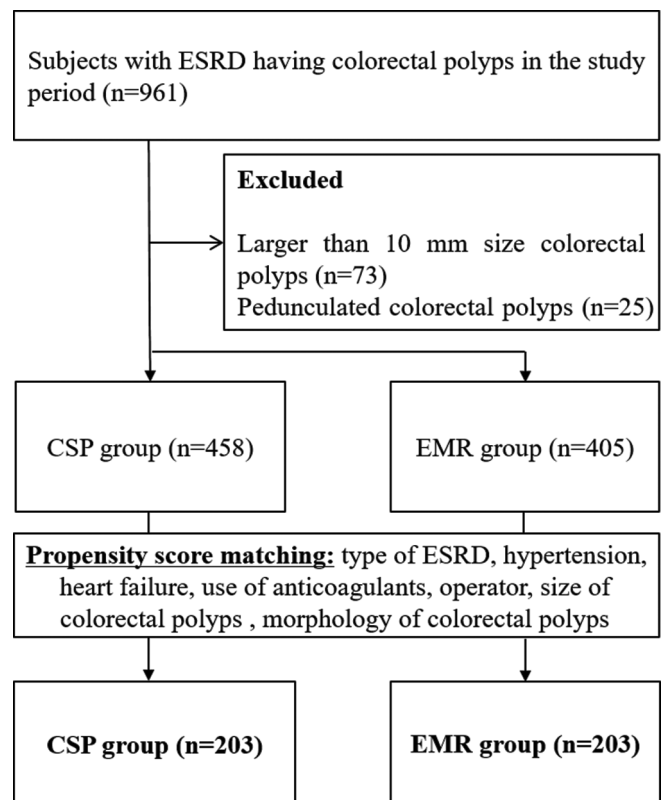 Subjects with ESRD having colorectal polyps in the study
period (n=961)
Excluded
Larger than 10 mm size colorectal
polyps (n=73)
Pedunculated colorectal polyps (n=25)
CSP group (n=458)
EMR group (n=405)
Propensity score matching: type of ESRD, hypertension,
heart failure, use of anticoagulants, operator, size of
colorectal polyps , morphology of colorectal polyps
CSP group (n=203)
EMR group (n=203)